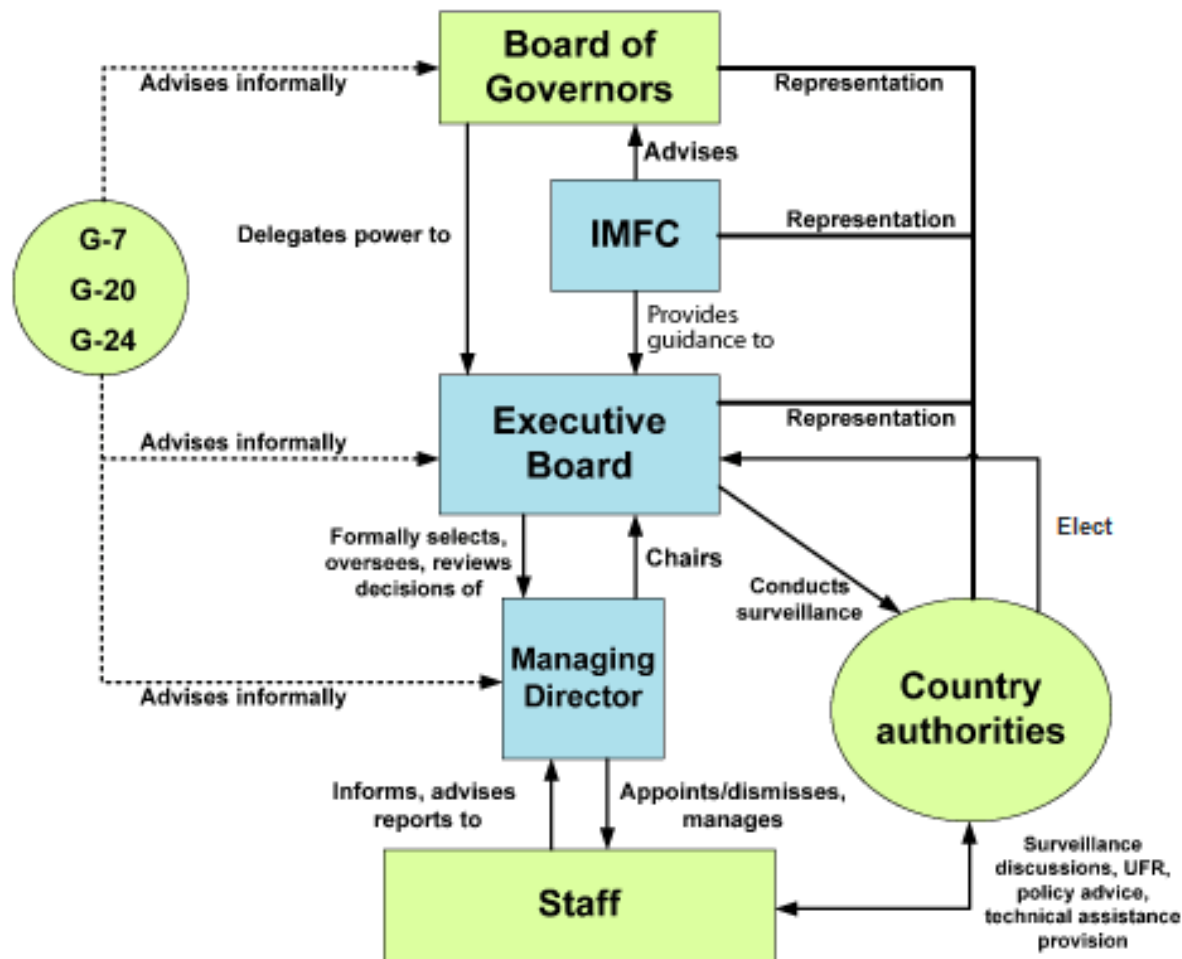 Board of
Governors
Advises informally
Representation
Advises
G-7
G-20
G-24
Delegates power to
IMFC
Representation
Provides
guidance to
Executive
Board
Representation
Advises informally
Elect
Formally selects,
oversees, reviews
decisions of
Chairs
Conducts
surveillance
Managing
Director
Advises informally
Country
authorities
Informs, advises
reports to
Appoints/dismisses,
manages
Staff
Surveillance
discussions, UFR,
policy advice,
technical assistance
provision